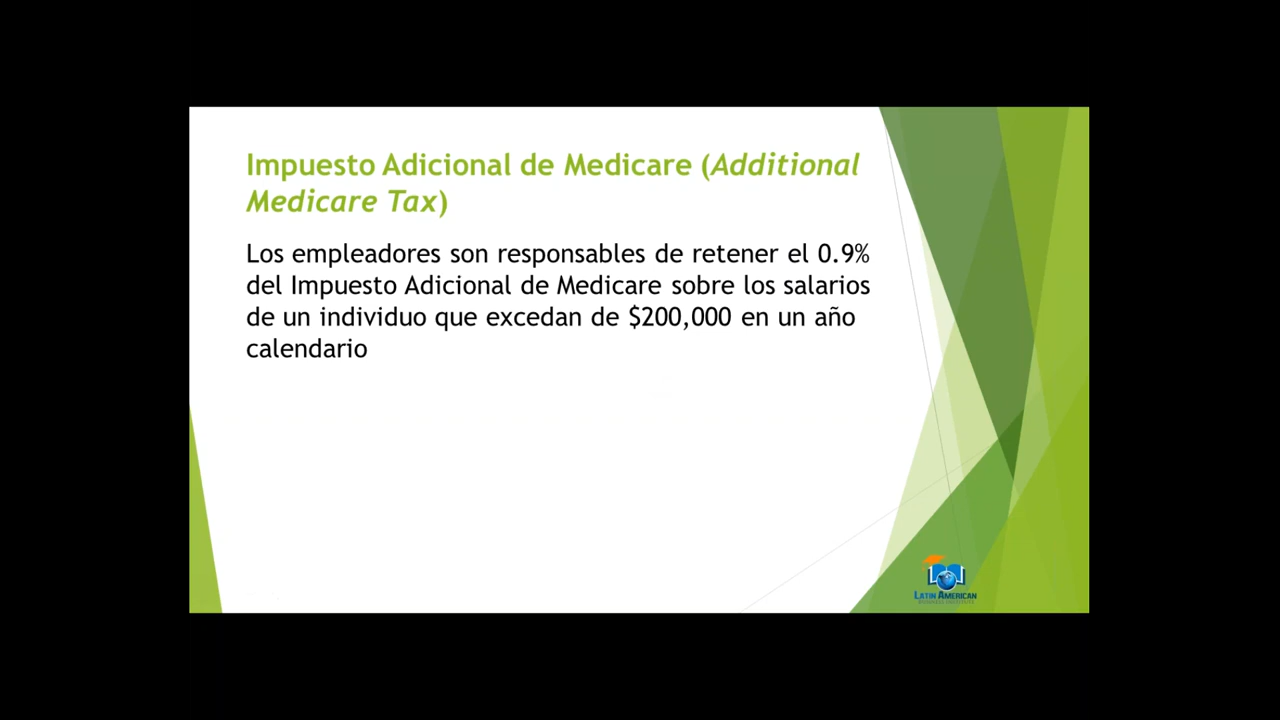 Impuesto Adicional de Medicare (Additional
Medicare Tax)
Los empleadores son responsables de retener el 0.9%
del Impuesto Adicional de Medicare sobre los salarios
de un individuo que excedan de $200,000 en un año
calendario
LATIN AMERICAN